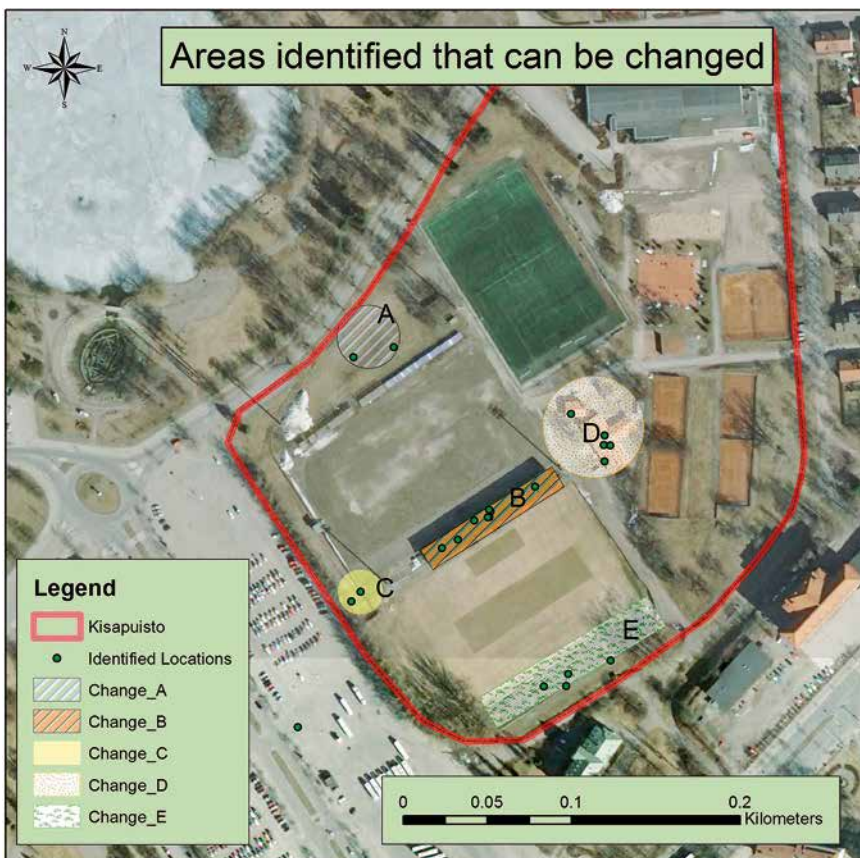 Areas identified that can be changed
N
W E
S
A
D
B
C
E
Legend
Kisapuisto
Identified Locations
Change_A
Change_B
Change_C
Change_D
Change_E
0 0.05 0.1 0.2
Kilometers